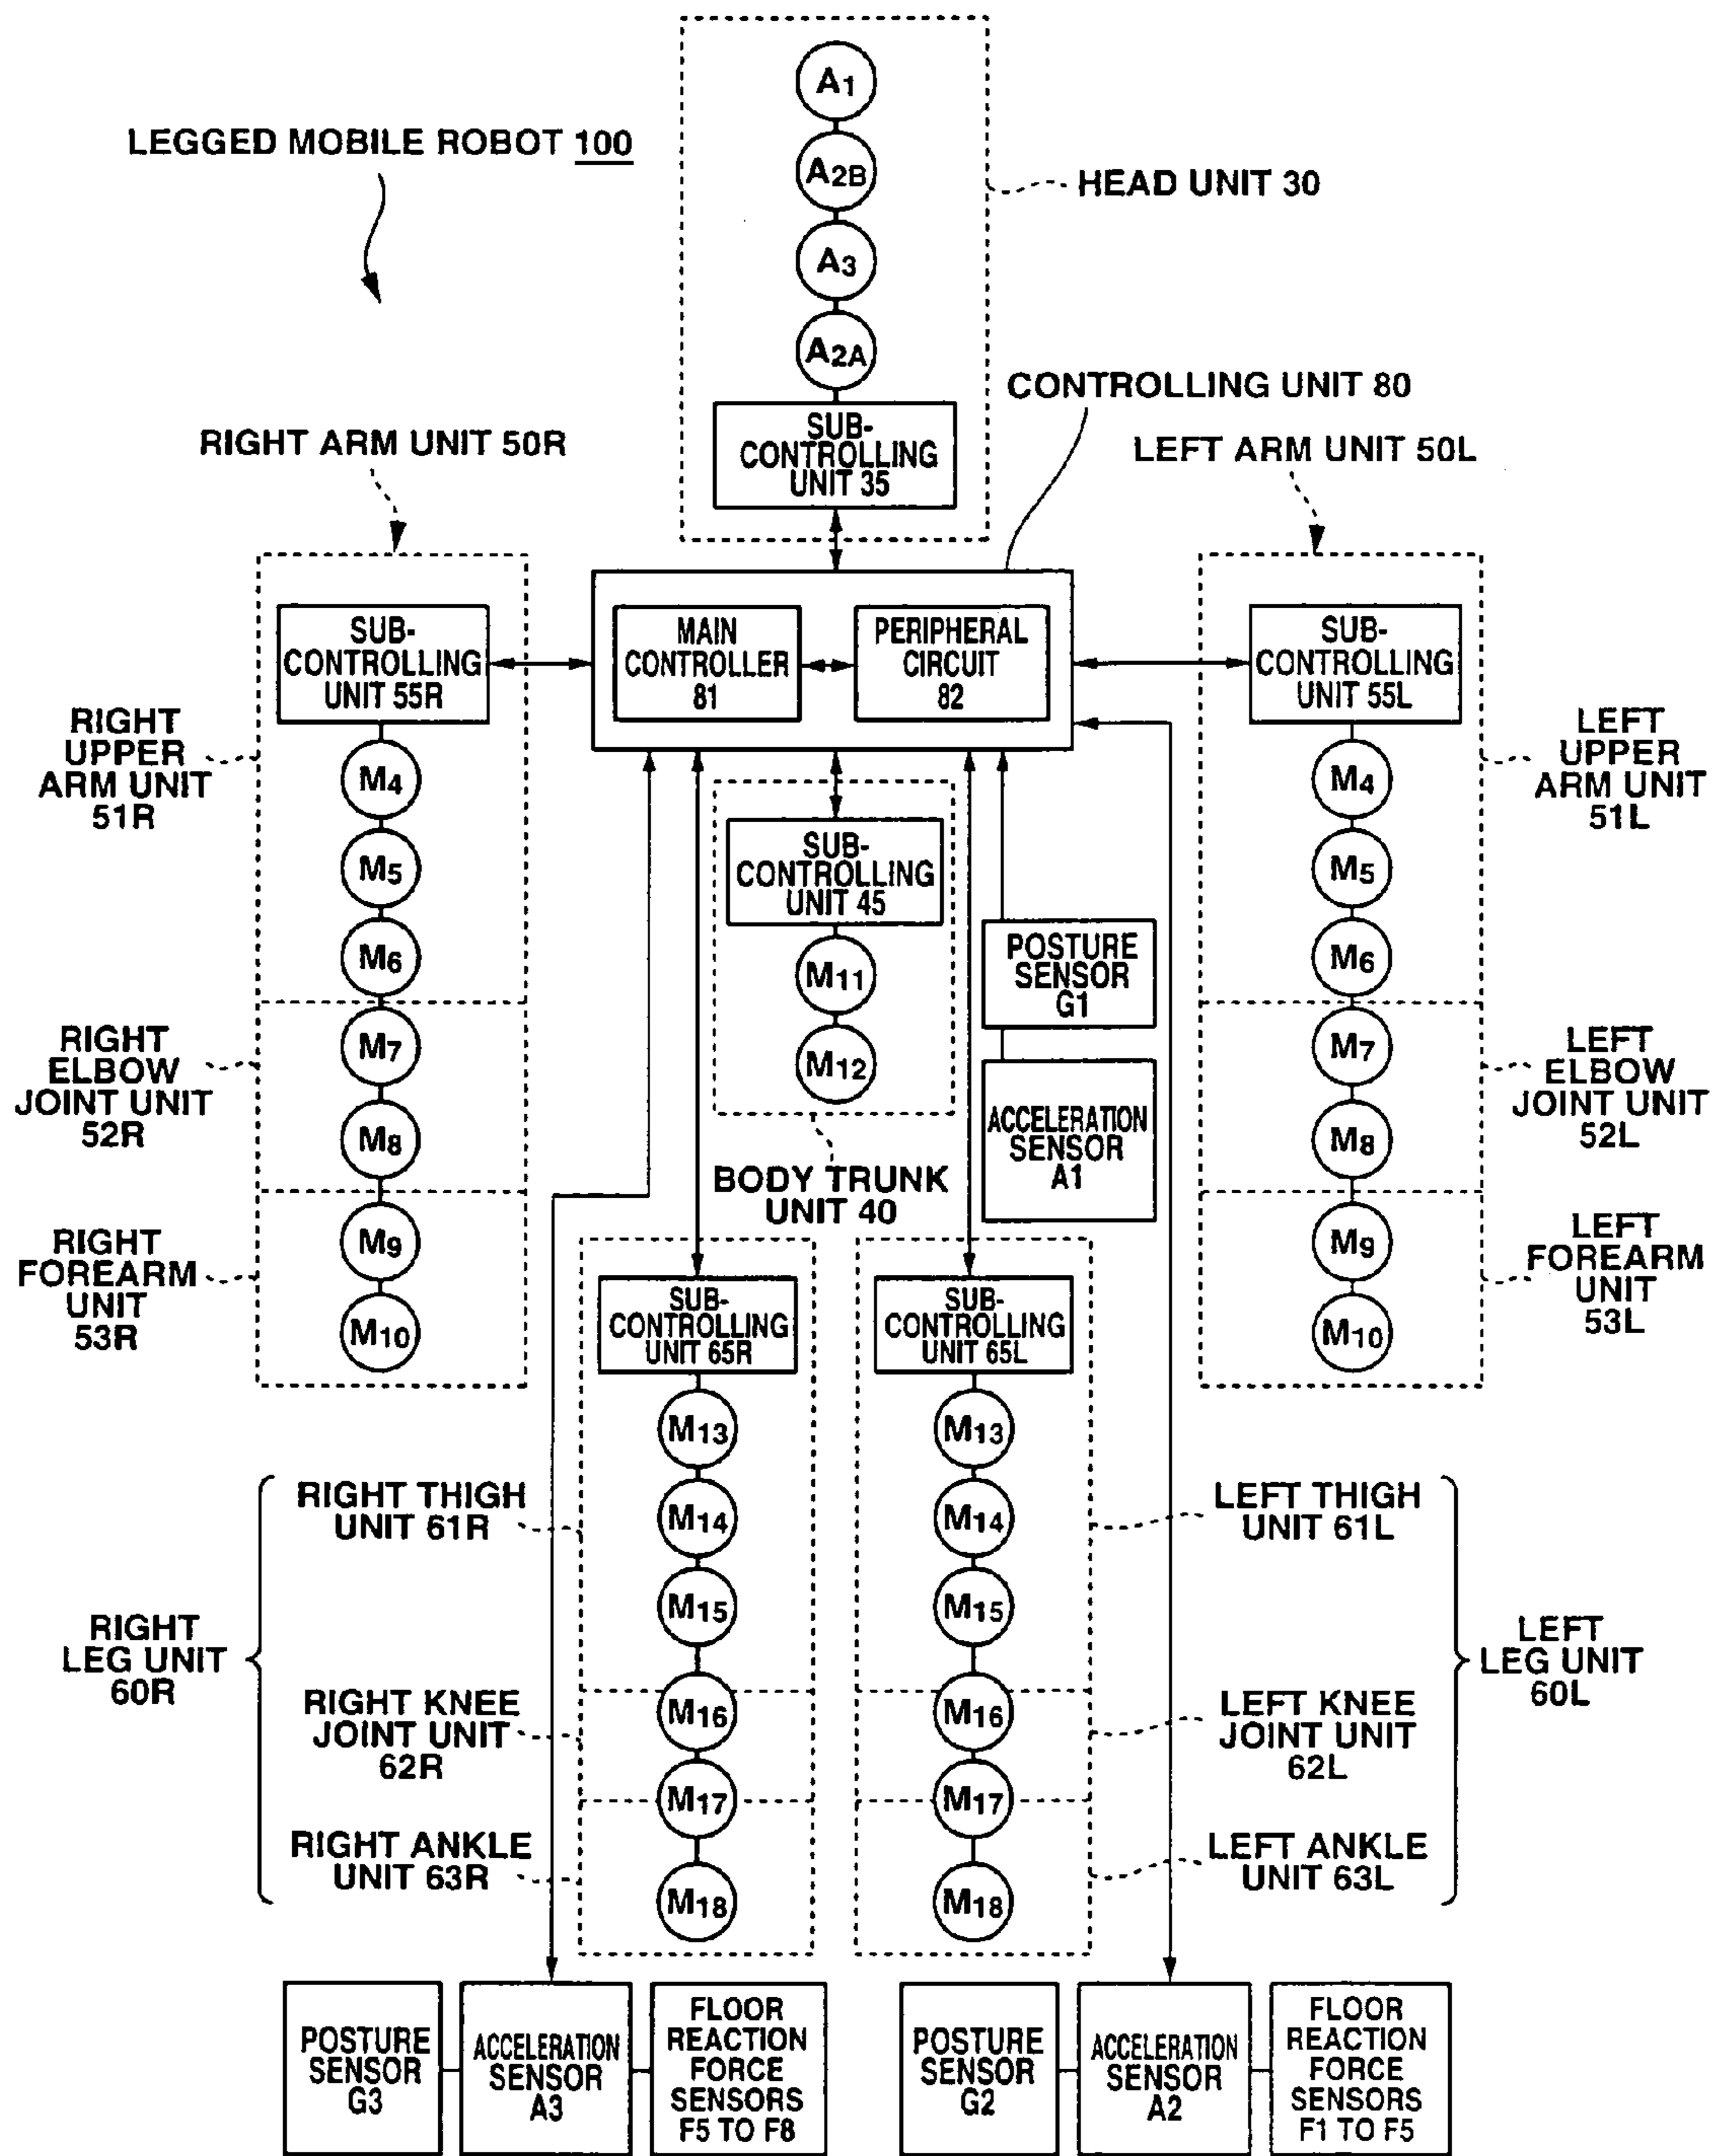 A1
A2B
LEGGED MOBILE ROBOT 100
HEAD UNIT 30
A3
A2A
CONTROLLING UNIT 80
SUB-
CONTROLLING
UNIT 35
RIGHT ARM UNIT 50R
LEFT ARM UNIT 50L
SUB-
CONTROLLING
UNIT 55R
MAIN
CONTROLLER
81
PERIPHERAL
CIRCUIT
82
SUB-
CONTROLLING
UNIT 55L
RIGHT
UPPER
ARM UNIT
51R
M4
M5
M6
RIGHT
ELBOW
JOINT UNIT
52R
M7
M8
RIGHT
FOREARM
UNIT
53R
M9
M10
SUB-
CONTROLLING
UNIT 45
M11
M12
BODY TRUNK
UNIT 40
POSTURE
SENSOR
G1
ACCELERATION
SENSOR
A1
M4
M5
M6
LEFT
UPPER
ARM UNIT
51L
M7
M8
LEFT
ELBOW
JOINT UNIT
52L
M9
M10
LEFT
FOREARM
UNIT
53L
SUB-
CONTROLLING
UNIT 65R
M13
M14
M15
M16
M17
M18
SUB-
CONTROLLING
UNIT 65L
M13
M14
M15
M16
M17
M18
RIGHT
LEG UNIT
60R
RIGHT THIGH
UNIT 61R
RIGHT KNEE
JOINT UNIT
62R
RIGHT ANKLE
UNIT 63R
LEFT THIGH
UNIT 61L
LEFT KNEE
JOINT UNIT
62L
LEFT ANKLE
UNIT 63L
LEFT
LEG UNIT
60L
POSTURE
SENSOR
G3
ACCELERATION
SENSOR
A3
FLOOR
REACTION
FORCE
SENSORS
F5 TO F8
POSTURE
SENSOR
G2
ACCELERATION
SENSOR
A2
FLOOR
REACTION
FORCE
SENSORS
F1 TO F5